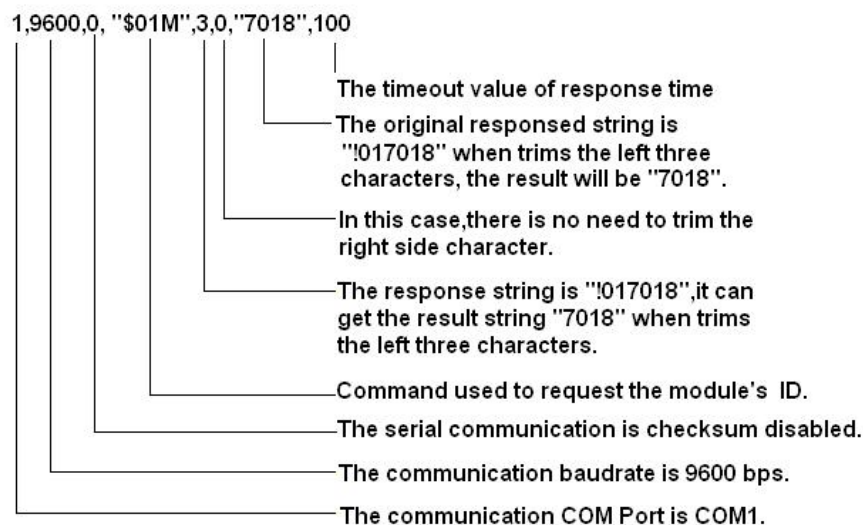 1,9600,0, "$01M",3,0,"7018",100
The timeout value of response time
The original responsed string is
"!017018" when trims the left three
characters, the result will be "7018".
In this case,there is no need to trim the
right side character.
The response string is "!017018",it can
get the result string "7018" when trims
the left three characters.
Command used to request the module's ID.
The serial communication is checksum disabled.
The communication baudrate is 9600 bps.
The communication COM Port is COM1.